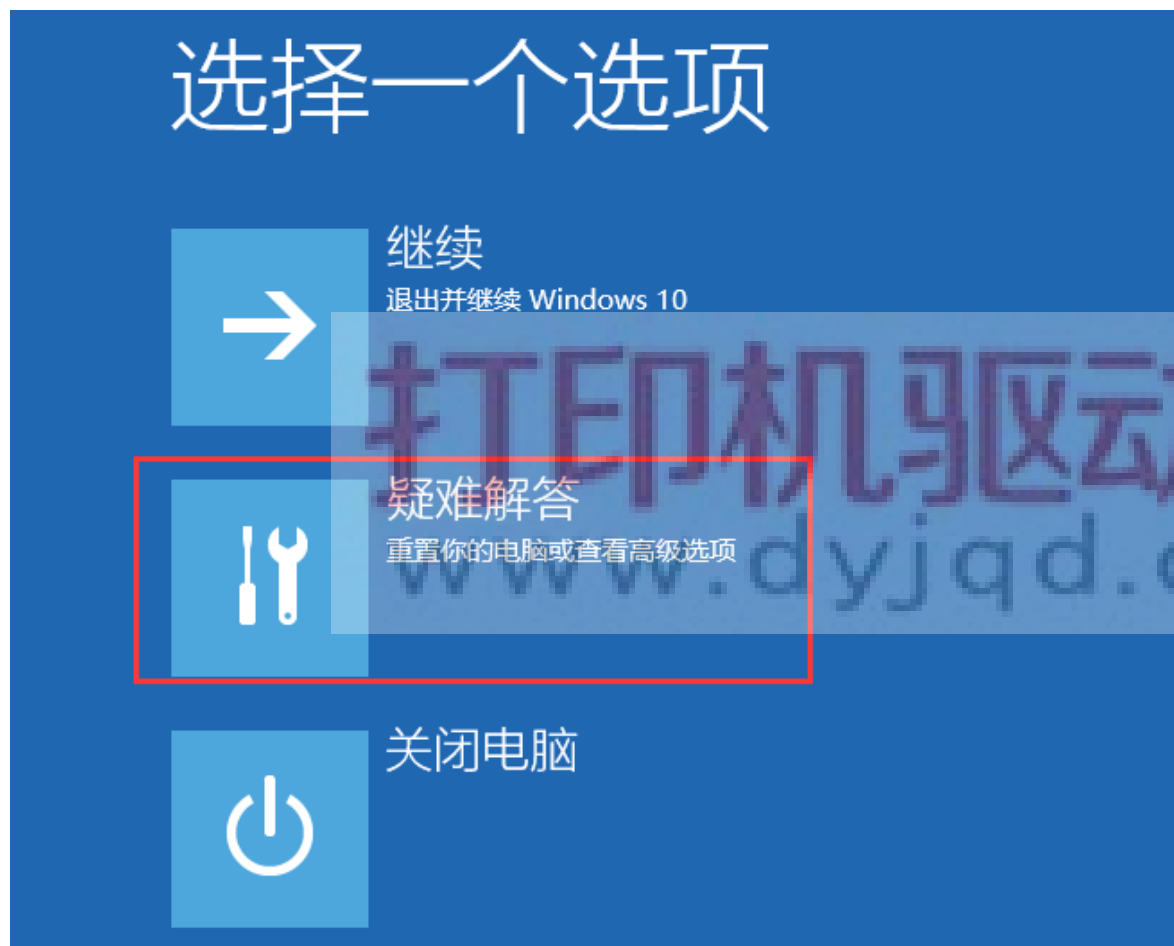 选择一个选项
继续
退出并继续 Windows 10
打印机驱动
疑难解答
重置你的电脑或查看高级选项
www.dyjqd.
关闭电脑